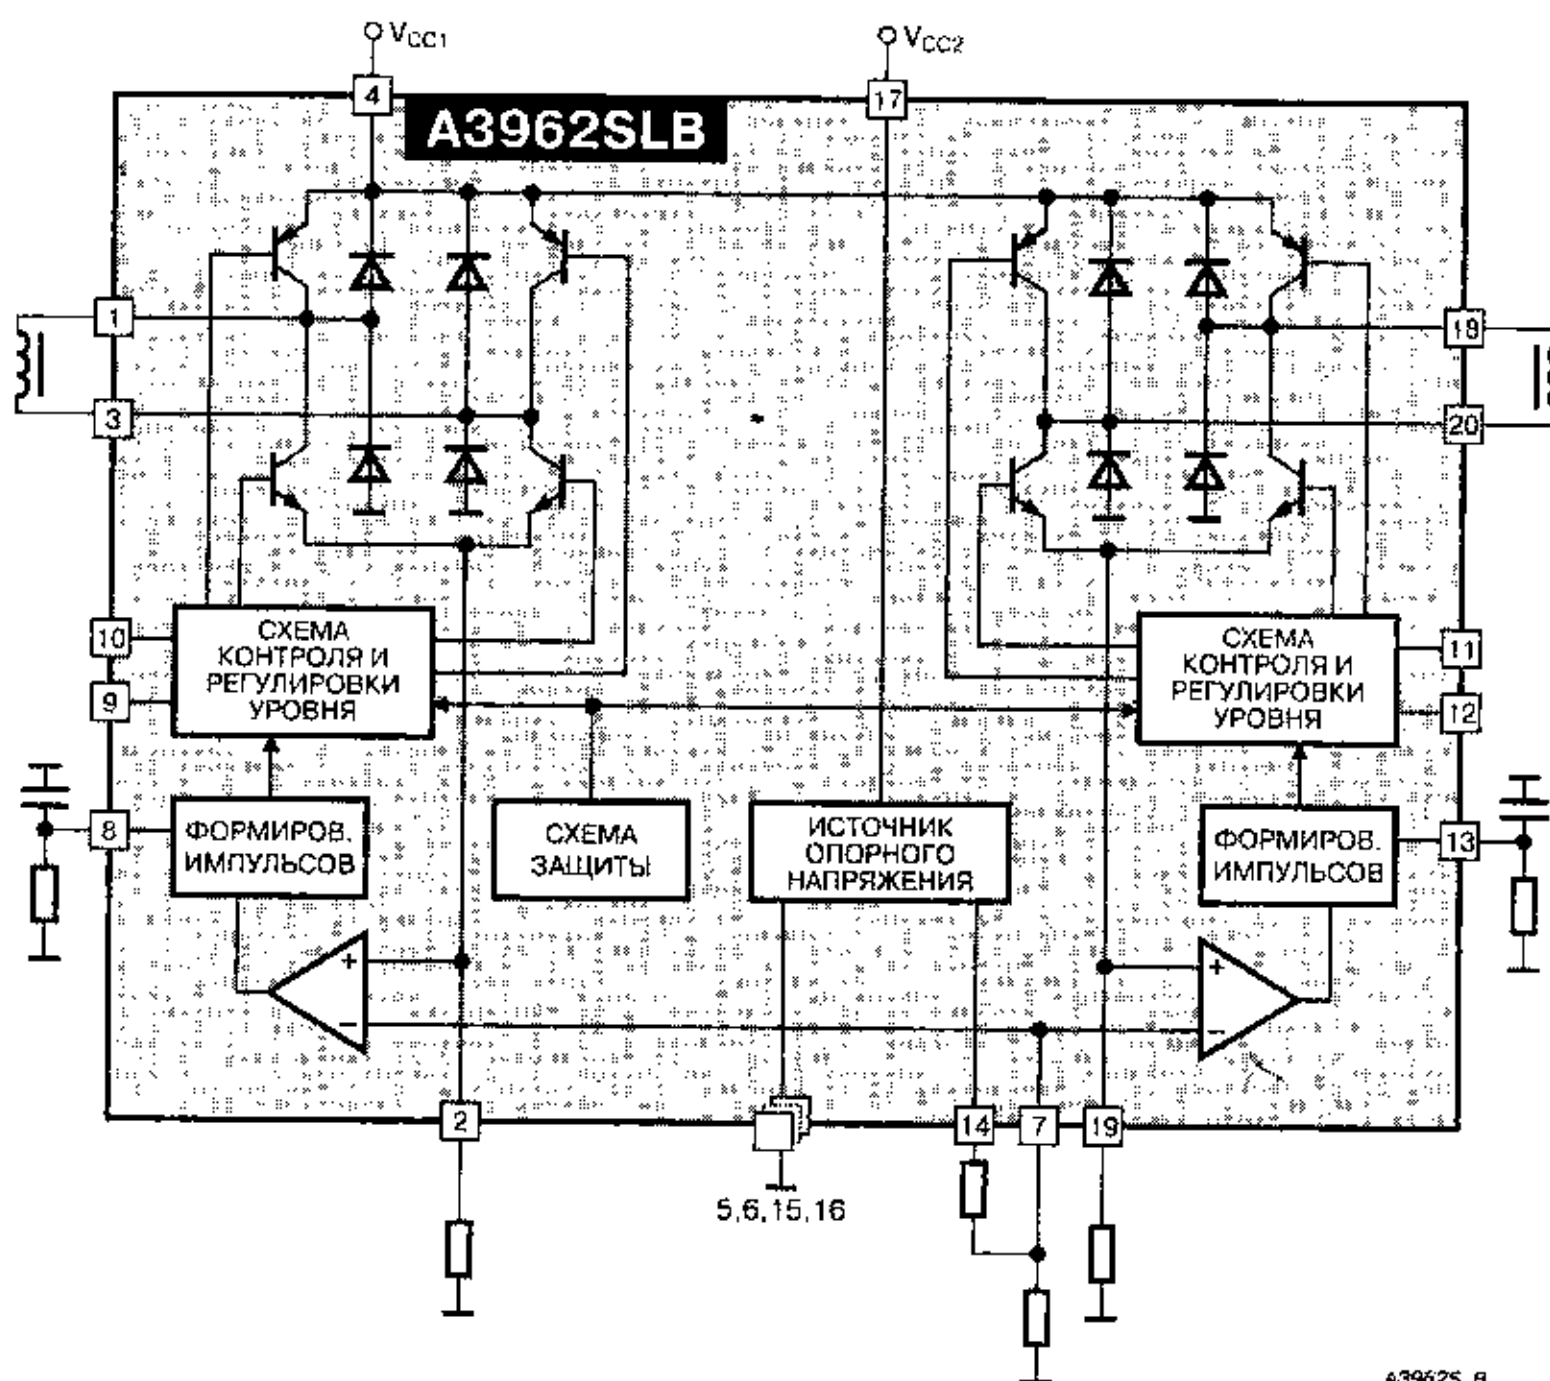 VCC1
VCC2
4
17
A3962SLB
1
18
3
20
10
СХЕМА
КОНТРОЛЯ И
РЕГУЛИРОВКИ
УРОВНЯ
9
СХЕМА
КОНТРОЛЯ И
РЕГУЛИРОВКИ
УРОВНЯ
11
12
8
ФОРМИРОВ.
ИМПУЛЬСОВ
СХЕМА
ЗАЩИТЫ
ИСТОЧНИК
ОПОРНОГО
НАПРЯЖЕНИЯ
ФОРМИРОВ.
ИМПУЛЬСОВ
13
+
−
+
−
2
14
7
19
5,6,15,16